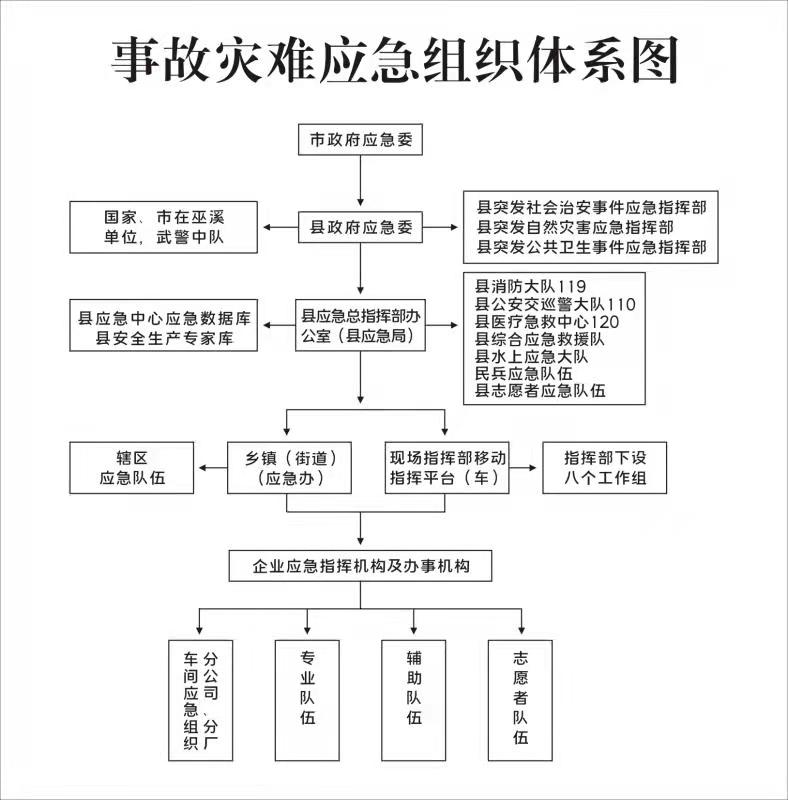 事故灾难应急组织体系图
市政府应急委
国家、市在巫溪
单位，武警中队
县政府应急委
县突发社会治安事件应急指挥部
县突发自然灾害应急指挥部
县突发公共卫生事件应急指挥部
县应急中心应急数据库
县安全生产专家库
县应急总指挥部办
公室（县应急局）
县消防大队119
县公安交巡警大队110
县医疗急救中心120
县综合应急救援队
县水上应急大队
民兵应急队伍
县志愿者应急队伍
辖区
应急队伍
乡镇（街道）
（应急办）
现场指挥部移动
指挥平台（车）
指挥部下设
八个工作组
企业应急指挥机构及办事机构
分公司、分厂
车间应急组织
专业队伍
辅助队伍
志愿者队伍